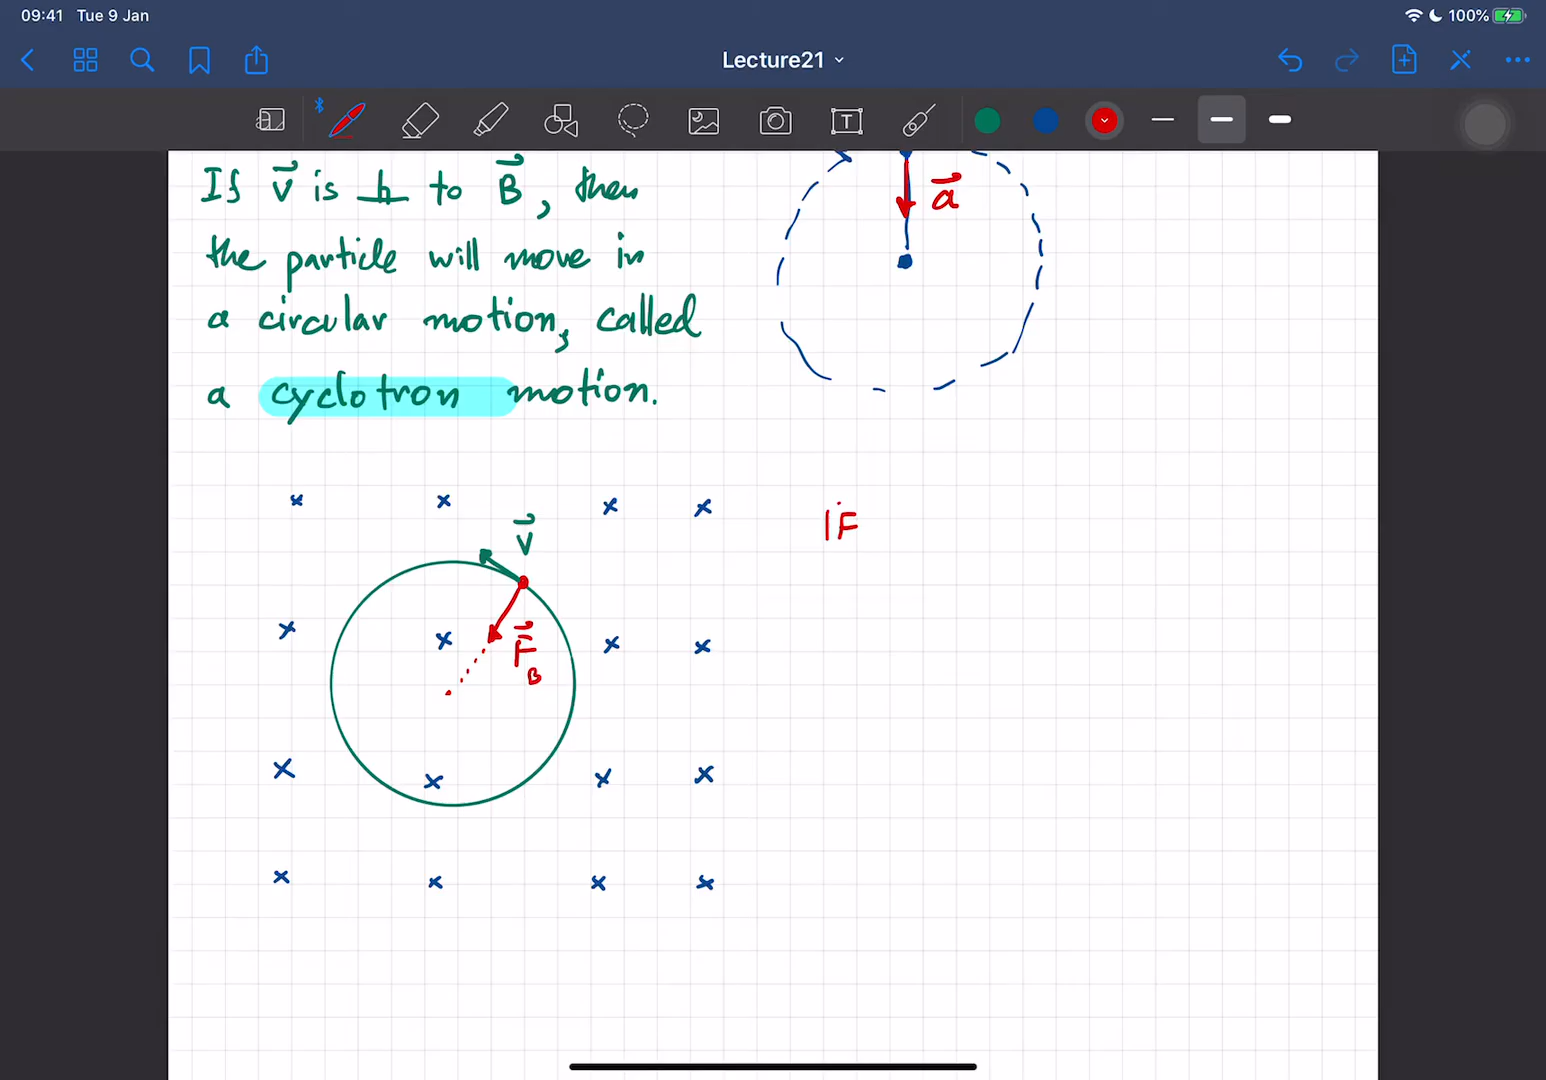 09:41 Tue 9 Jan
100%
Lecture21
T
If v⃗ is to B⃗, then
the particle will move in
a circular motion, called
a cyclotron motion.
a⃗
x x x x
v⃗
|F
x x x x
F⃗_B
x x x x
x x x x